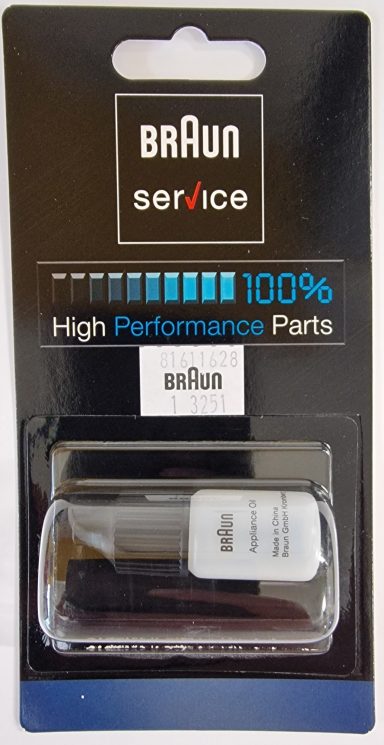 BRAUN
service
100%
High Performance Parts
81611628
BRAUN
1 3251
BRAUN
Appliance Oil
Made in China
Braun GmbH